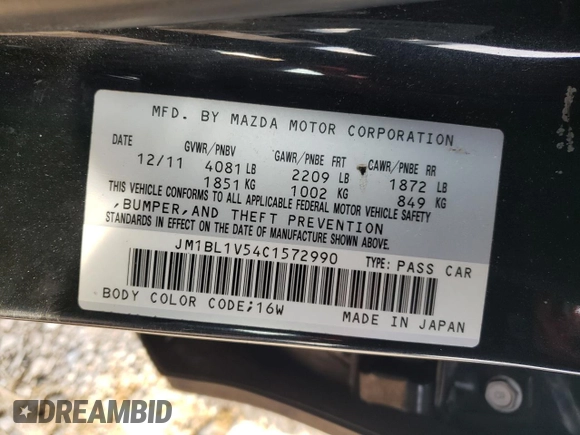 MFD. BY MAZDA MOTOR CORPORATION
DATE GVWR/PNBV GAWR/PNBE FRT CAWR/PNBE RR
12/11 4081 LB 2209 LB 1872 LB
1851 KG 1002 KG 849 KG
THIS VEHICLE CONFORMS TO ALL APPLICABLE FEDERAL MOTOR VEHICLE SAFETY
,BUMPER,AND THEFT PREVENTION
STANDARDS IN EFFECT ON THE DATE OF MANUFACTURE SHOWN ABOVE.
JM1BL1V54C1572990 TYPE: PASS CAR
BODY COLOR CODE;16W MADE IN JAPAN
DREAMBID